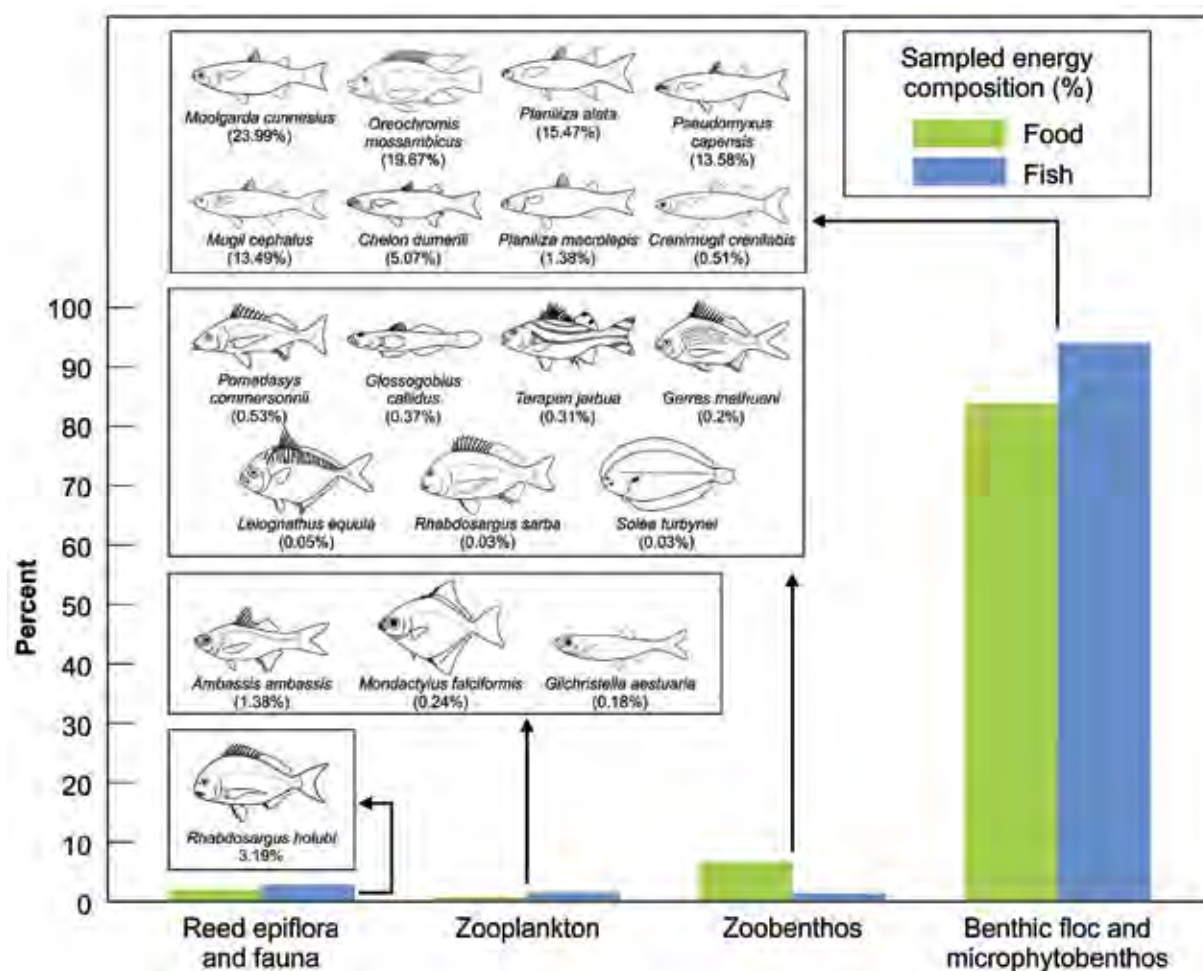 Sampled energy
composition (%)
Food
Fish
Moolgarda cunnesius
(23.99%)
Oreochromis
mossambicus
(19.67%)
Planiliza alata
(15.47%)
Pseudomyxus
capensis
(13.58%)
Mugil cephalus
(13.49%)
Chelon dumerili
(5.07%)
Planiliza macrolepis
(1.38%)
Crenimugil crenilabis
(0.51%)
Pomadasys
commersonnii
(0.53%)
Glossogobius
callidus
(0.37%)
Terapon jarbua
(0.31%)
Gerres methueni
(0.2%)
Leiognathus equula
(0.05%)
Rhabdosargus sarba
(0.03%)
Solea turbynei
(0.03%)
Ambassis ambassis
(1.38%)
Mondactylus falciformis
(0.24%)
Gilchristella aestuaria
(0.18%)
Rhabdosargus holubi
3.19%
Percent
100
90
80
70
60
50
40
30
20
10
0
Reed epiflora
and fauna
Zooplankton
Zoobenthos
Benthic floc and
microphytobenthos